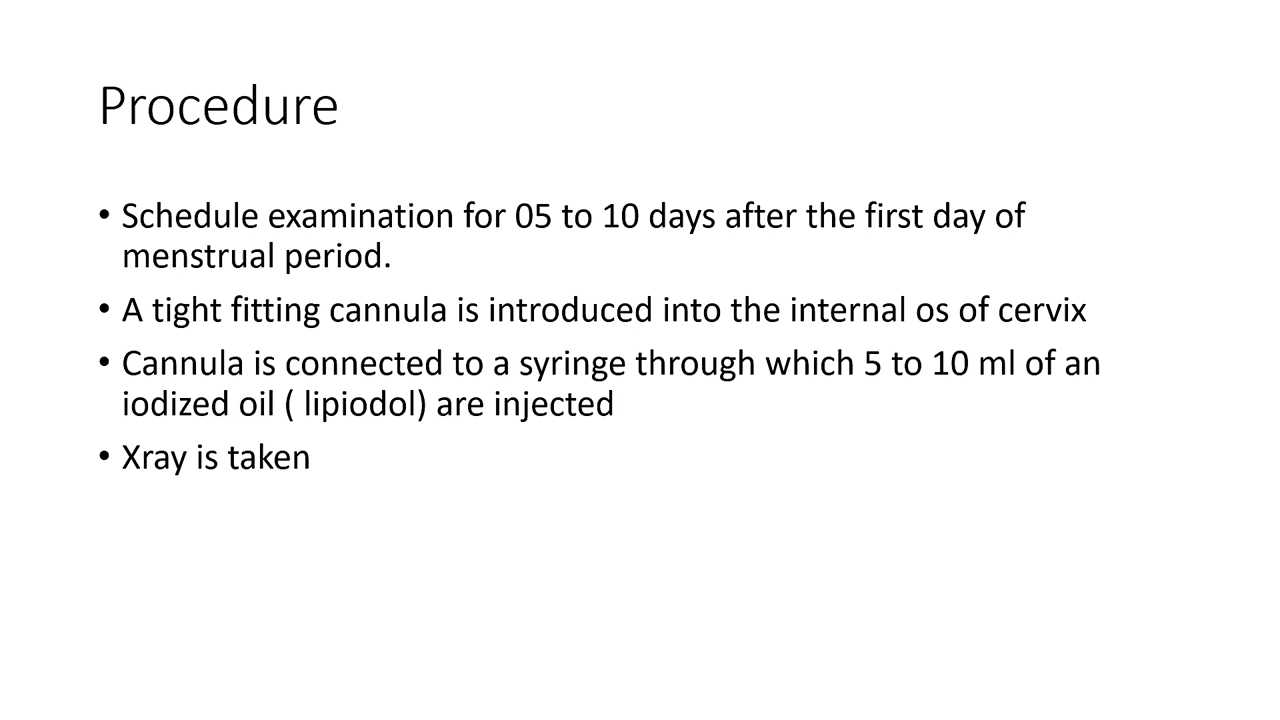 Procedure
• Schedule examination for 05 to 10 days after the first day of
menstrual period.
• A tight fitting cannula is introduced into the internal os of cervix
• Cannula is connected to a syringe through which 5 to 10 ml of an
iodized oil ( lipiodol) are injected
• Xray is taken